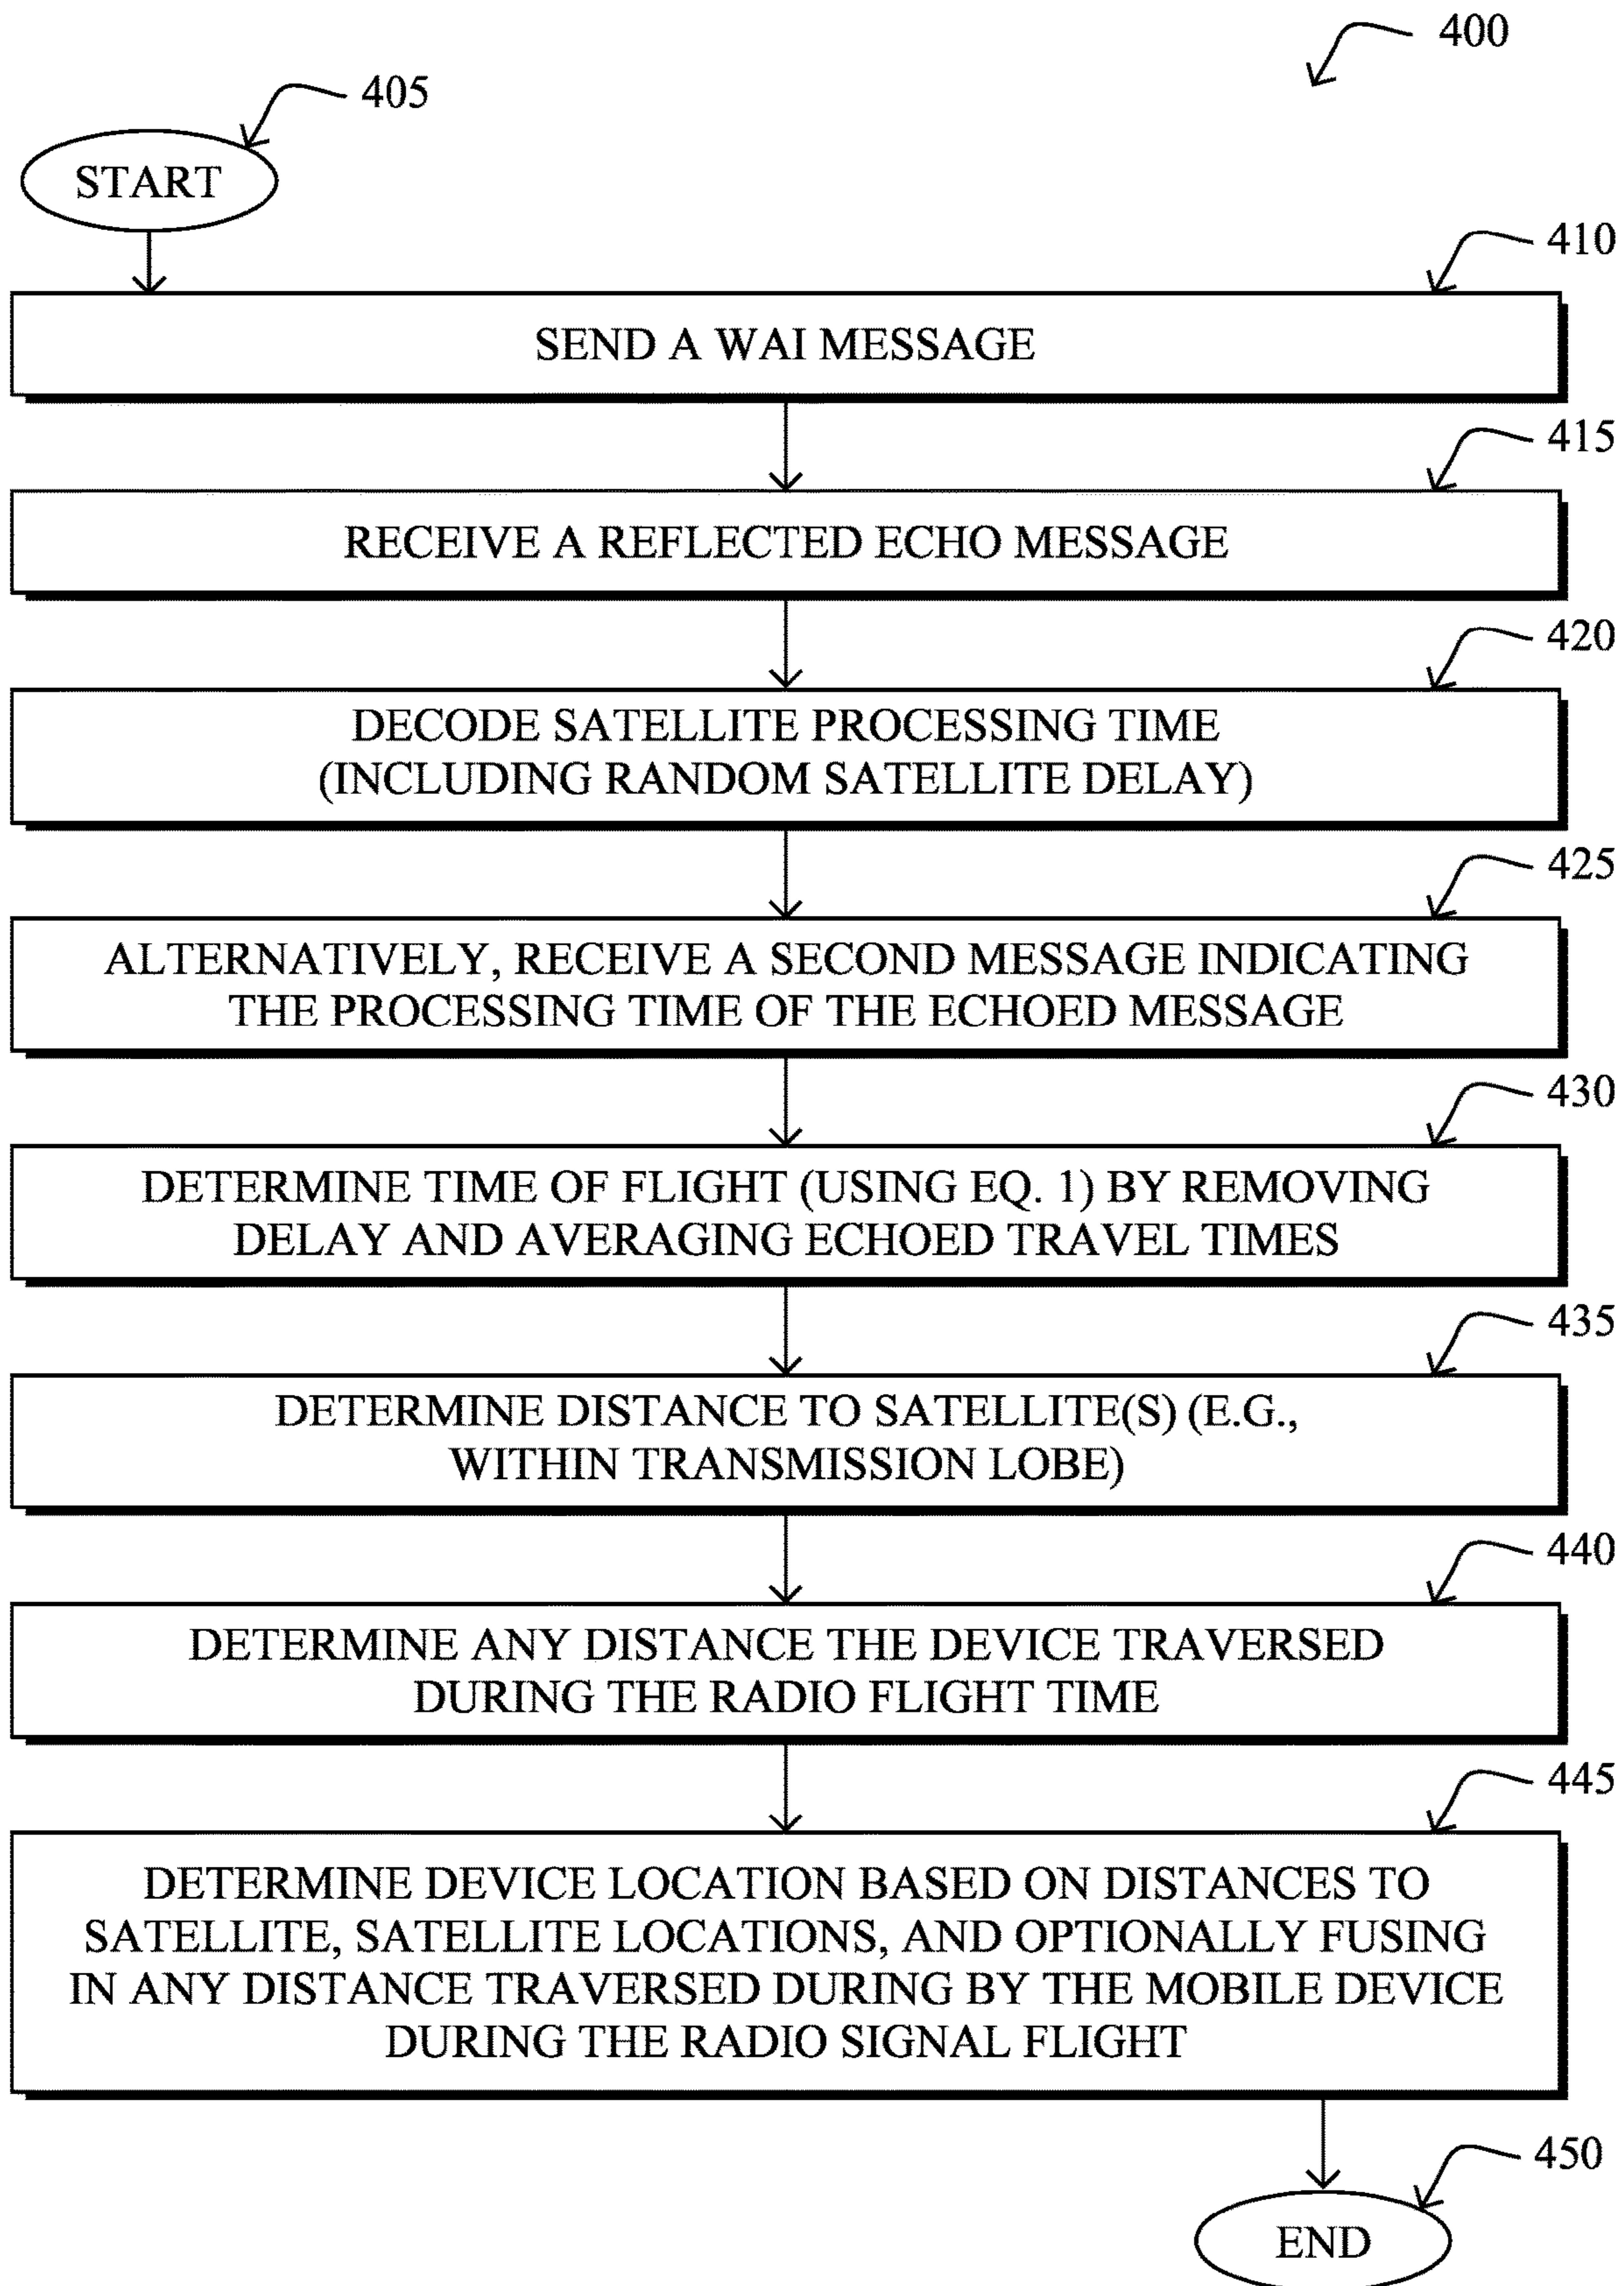 400
405
START
410
SEND A WAI MESSAGE
415
RECEIVE A REFLECTED ECHO MESSAGE
420
DECODE SATELLITE PROCESSING TIME
(INCLUDING RANDOM SATELLITE DELAY)
425
ALTERNATIVELY, RECEIVE A SECOND MESSAGE INDICATING
THE PROCESSING TIME OF THE ECHOED MESSAGE
430
DETERMINE TIME OF FLIGHT (USING EQ. 1) BY REMOVING
DELAY AND AVERAGING ECHOED TRAVEL TIMES
435
DETERMINE DISTANCE TO SATELLITE(S) (E.G.,
WITHIN TRANSMISSION LOBE)
440
DETERMINE ANY DISTANCE THE DEVICE TRAVERSED
DURING THE RADIO FLIGHT TIME
445
DETERMINE DEVICE LOCATION BASED ON DISTANCES TO
SATELLITE, SATELLITE LOCATIONS, AND OPTIONALLY FUSING
IN ANY DISTANCE TRAVERSED DURING BY THE MOBILE DEVICE
DURING THE RADIO SIGNAL FLIGHT
450
END